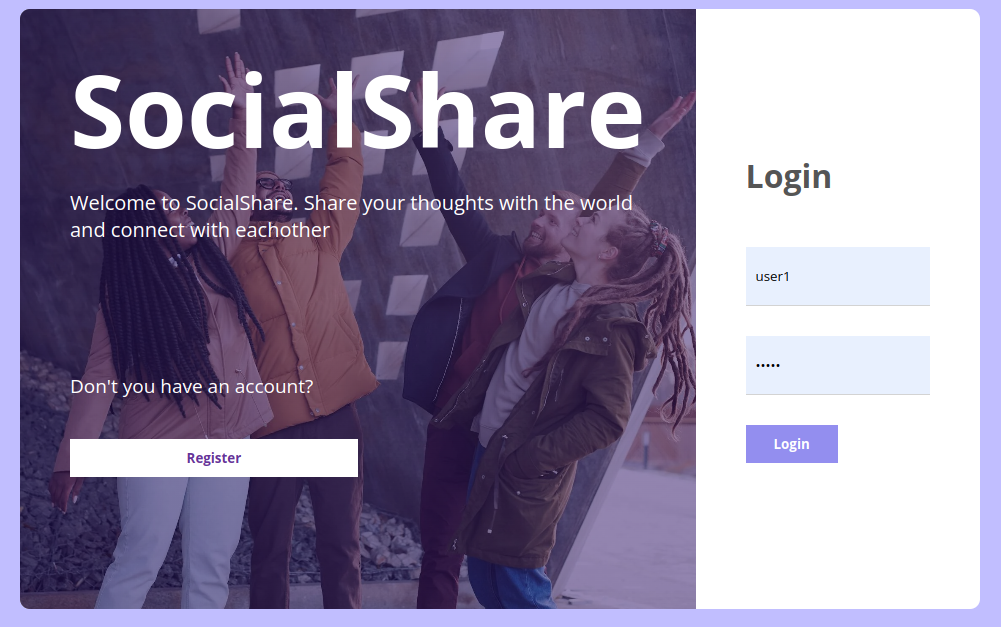 SocialShare
Welcome to SocialShare. Share your thoughts with the world
and connect with eachother
Don't you have an account?
Register
Login
user1
•••••
Login